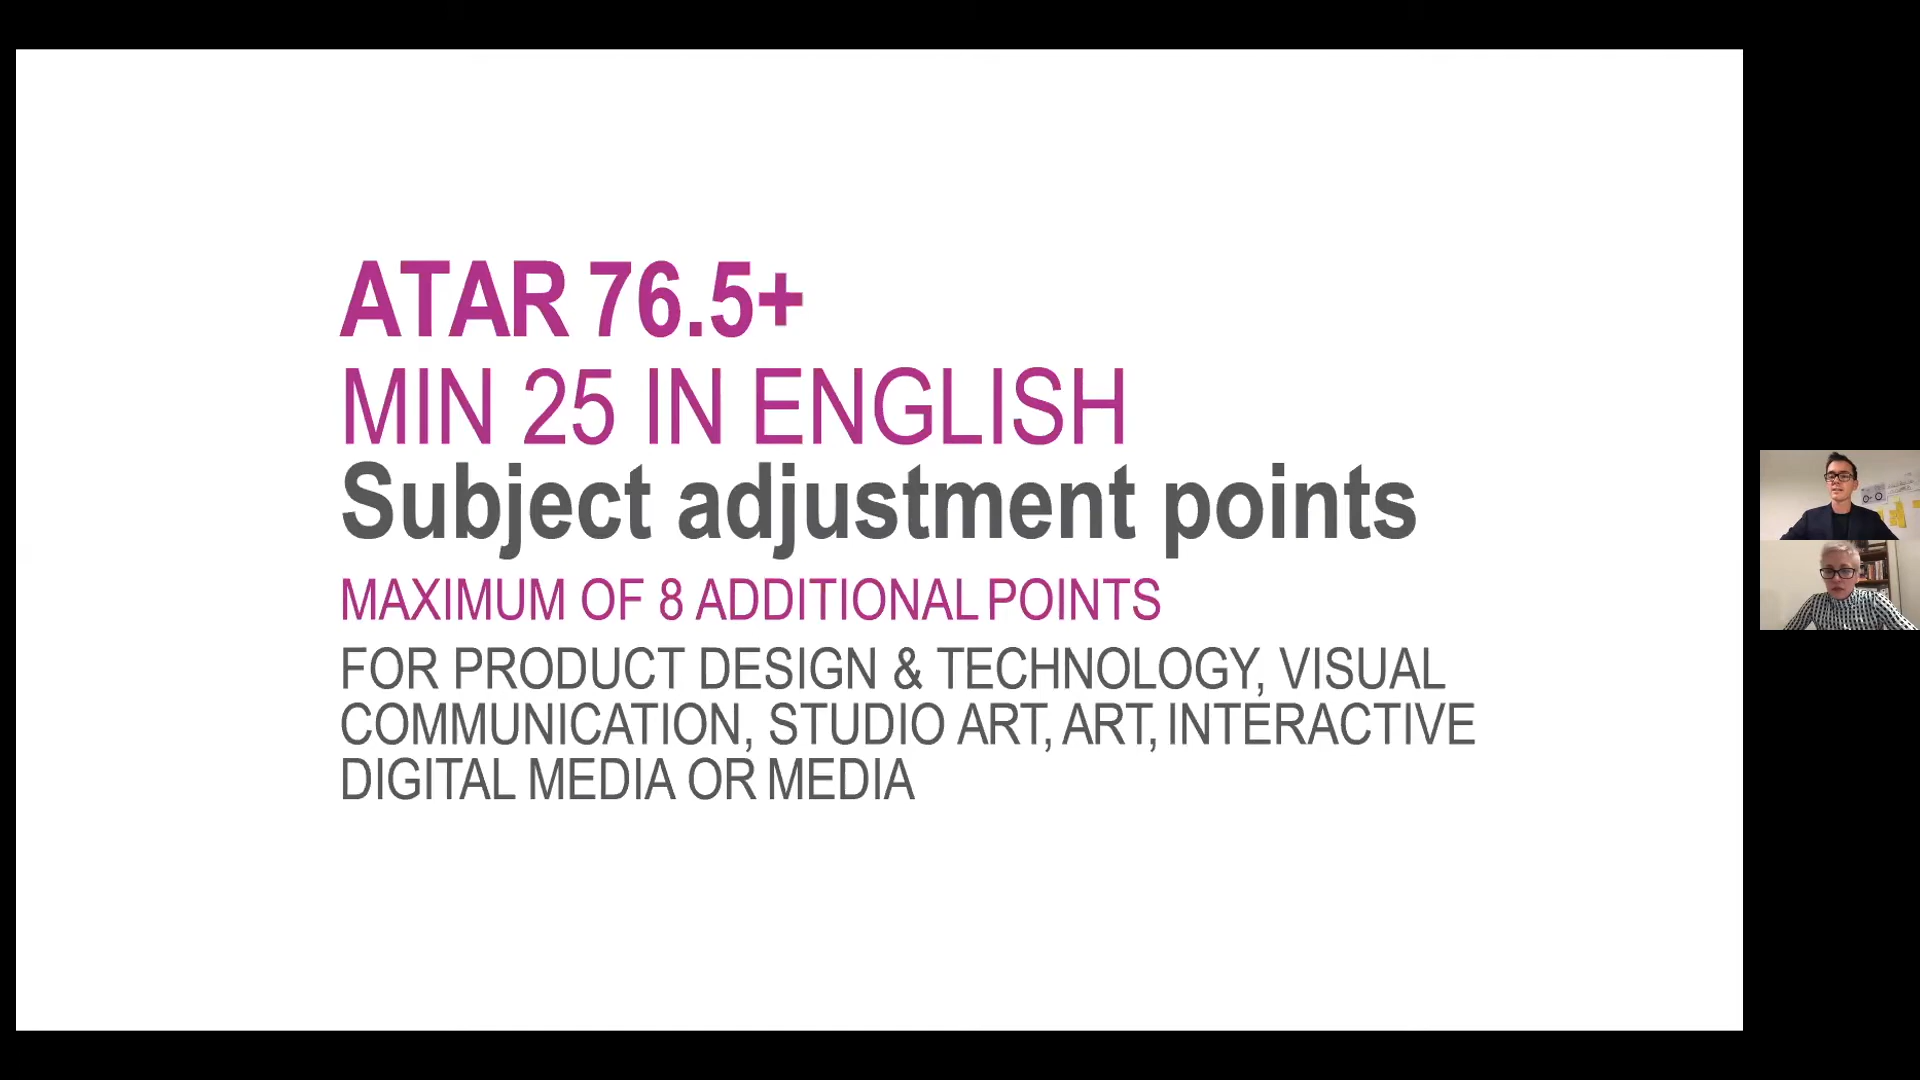 ATAR 76.5+
MIN 25 IN ENGLISH
Subject adjustment points
MAXIMUM OF 8 ADDITIONAL POINTS
FOR PRODUCT DESIGN & TECHNOLOGY, VISUAL
COMMUNICATION, STUDIO ART, ART, INTERACTIVE
DIGITAL MEDIA OR MEDIA